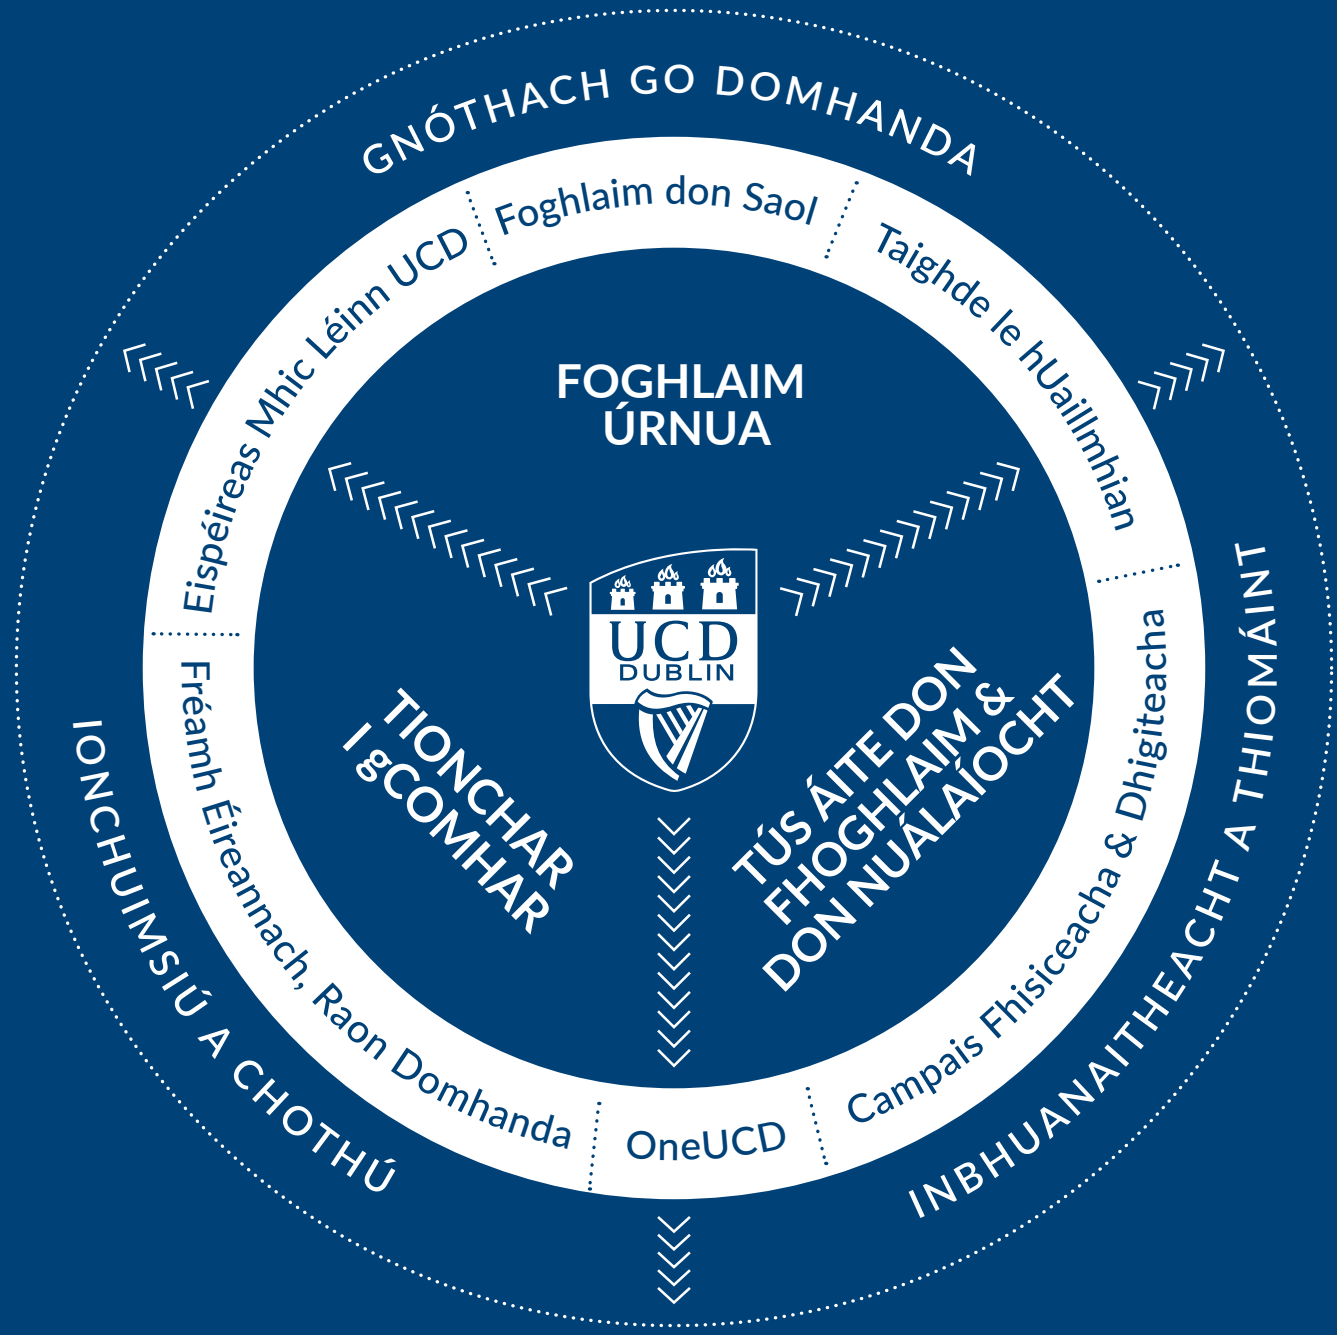 GNÓTHACH GO DOMHANDA
Foghlaim don Saol
Taighde le hUaillmhian
Eispéireas Mhic Léinn UCD
FOGHLAIM
ÚRNUA
UCD
DUBLIN
TIONCHAR
I gCOMHAR
TÚS ÁITE DON
FHOGHLAIM &
DON NUÁLAÍOCHT
Campais Fhisiceacha & Dhigiteacha
OneUCD
Fréamh Éireannach, Raon Domhanda
INBHUANAITHEACHT A THIOMÁINT
IONCHUIMSIÚ A CHOTHÚ